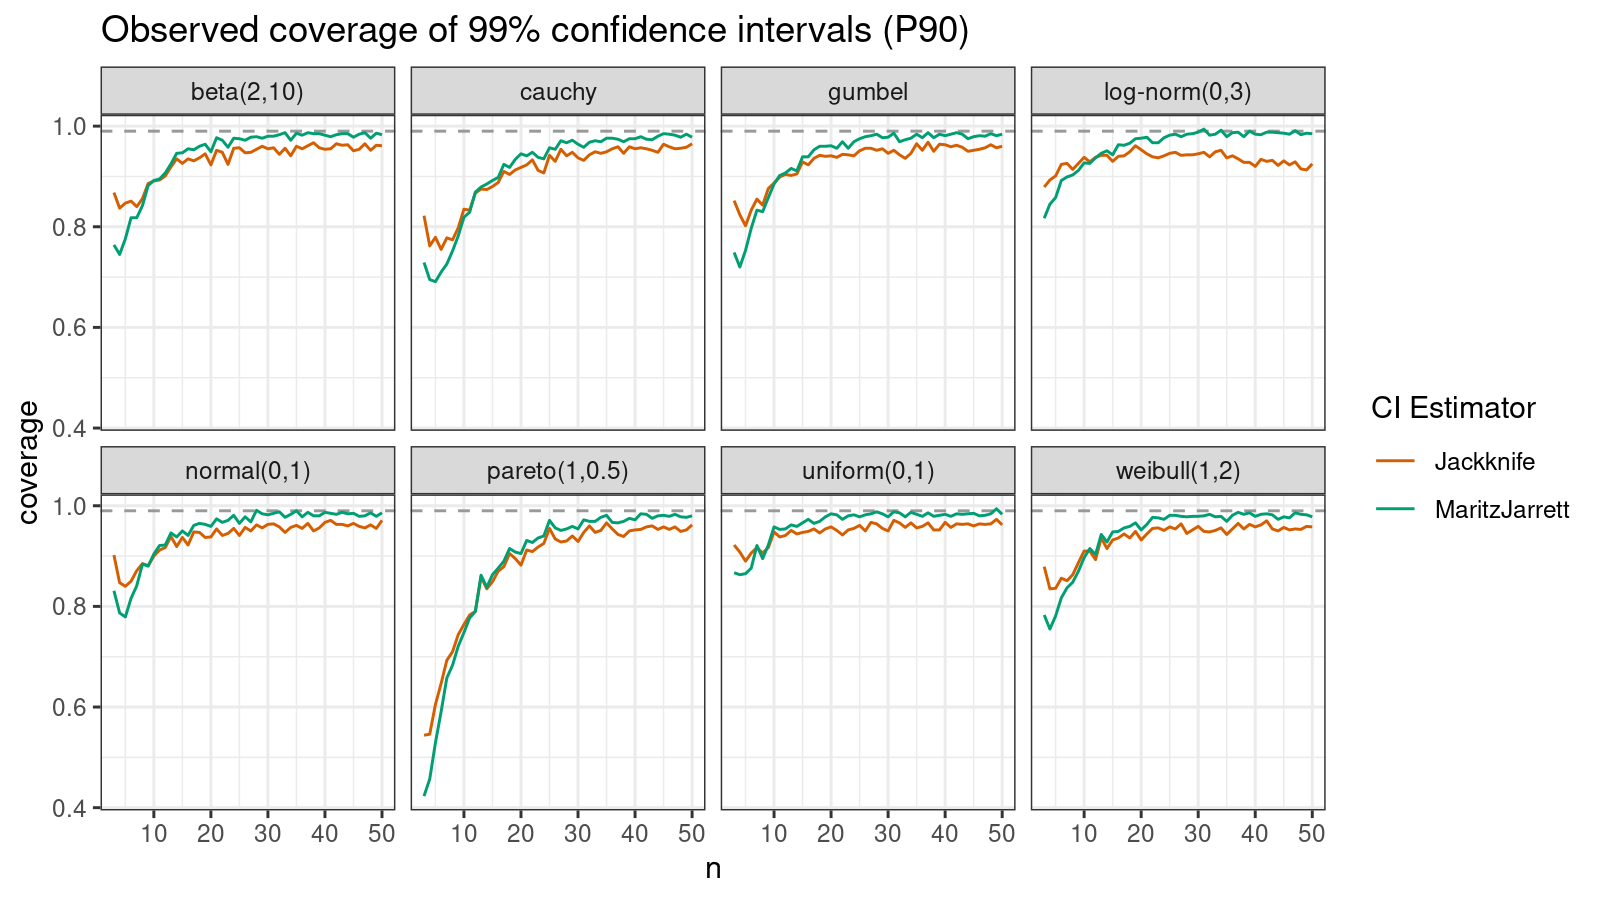 Observed coverage of 99% confidence intervals (P90)
beta(2,10) cauchy gumbel log-norm(0,3)
1.0
0.8
0.6
0.4
normal(0,1) pareto(1,0.5) uniform(0,1) weibull(1,2)
1.0
0.8
0.6
0.4
10 20 30 40 50 10 20 30 40 50 10 20 30 40 50 10 20 30 40 50
n
coverage
CI Estimator
Jackknife
MaritzJarrett